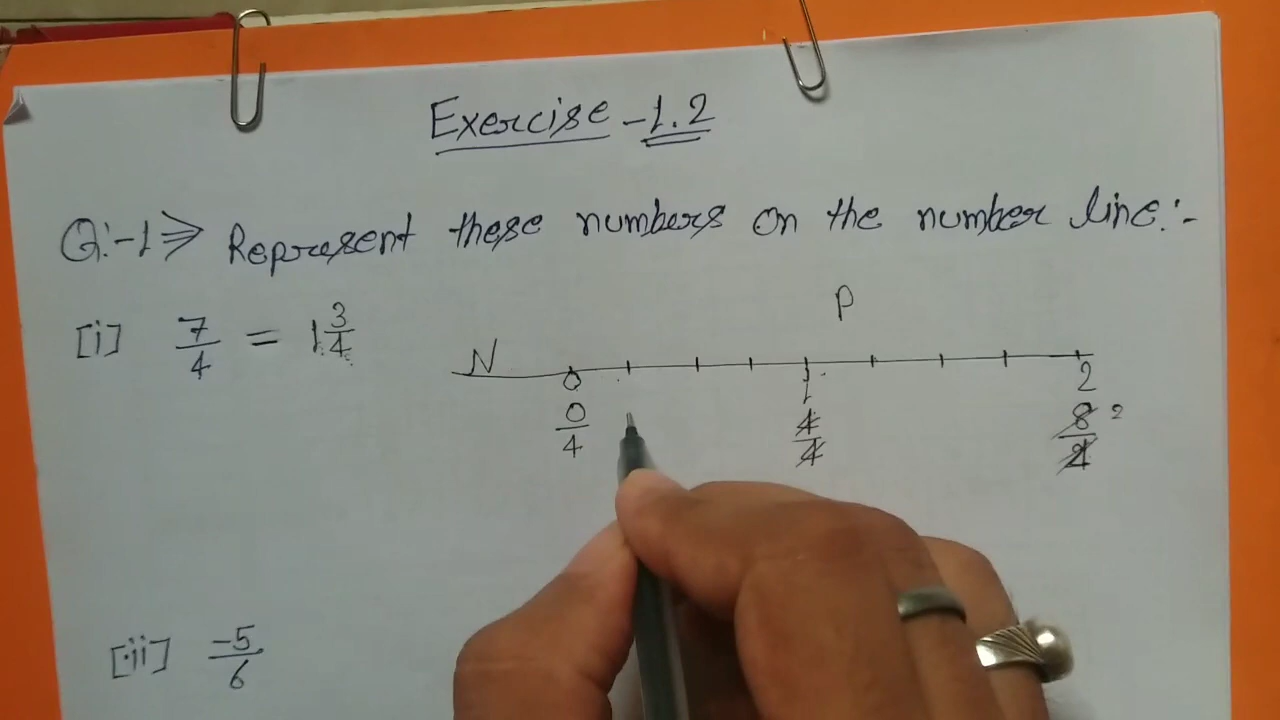 Exercise - 1.2
Q:-1⇒ Represent these numbers on the number line:-
[i] 7/4 = 1 3/4
P
N
0 1 2
0/4 4/4 8/4 2
[ii] -5/6